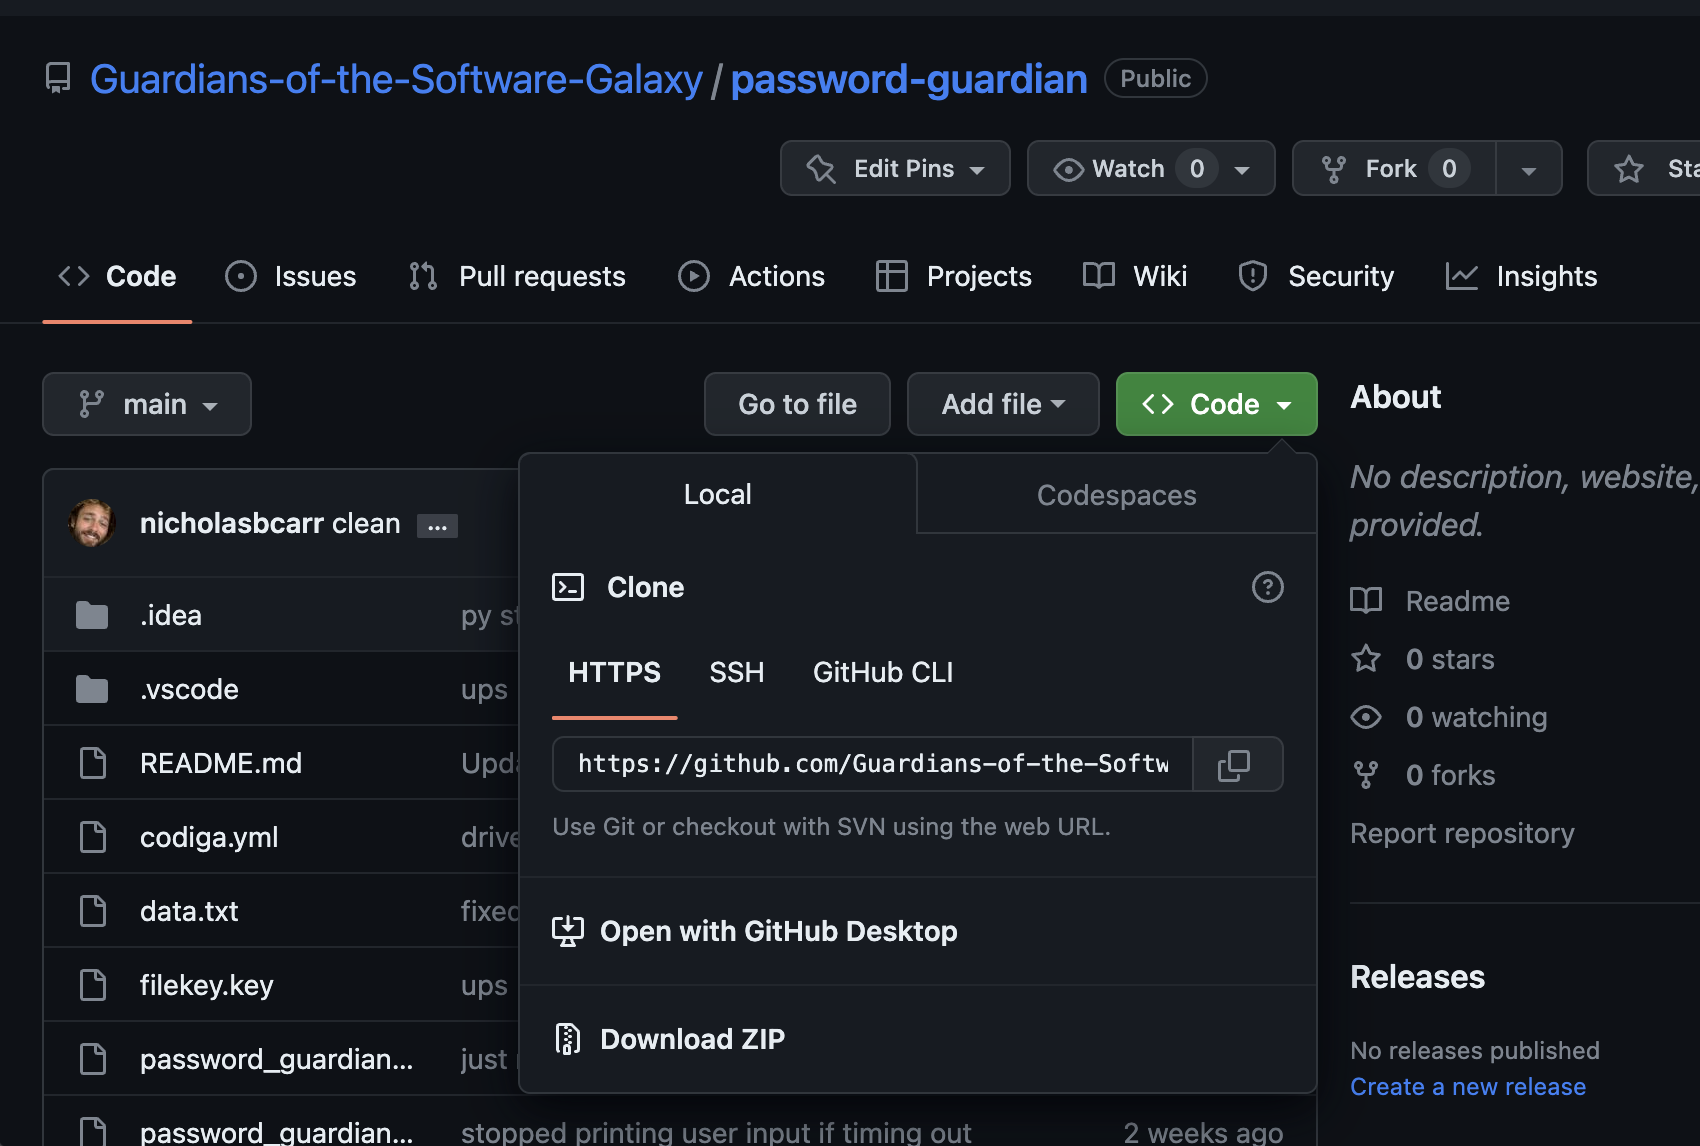 Guardians-of-the-Software-Galaxy / password-guardian Public
Edit Pins Watch 0 Fork 0
Code Issues Pull requests Actions Projects Wiki Security Insights
main Go to file Add file Code
About
Local Codespaces
No description, website,
provided.
nicholasbcarr clean ...
Clone
.idea py
Readme
HTTPS SSH GitHub CLI
0 stars
.vscode ups
0 watching
README.md
https://github.com/Guardians-of-the-Softw
0 forks
codiga.yml
Use Git or checkout with SVN using the web URL.
Report repository
data.txt fixed
Open with GitHub Desktop
filekey.key ups
Releases
password_guardian... just
Download ZIP
No releases published
Create a new release
password_guardian... stopped printing user input if timing out 2 weeks ago